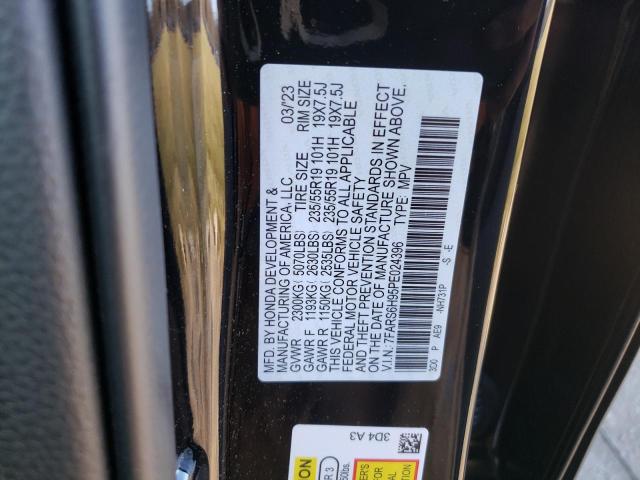 MFD. BY HONDA DEVELOPMENT & 03/'23
MANUFACTURING OF AMERICA, LLC
GVWR 2300KG (5070LBS) TIRE SIZE RIM SIZE
GAWR F 1193KG (2630LBS) 235/55R19 101H 19X7.5J
GAWR R 1150KG (2535LBS) 235/55R19 101H 19X7.5J
THIS VEHICLE CONFORMS TO ALL APPLICABLE
FEDERAL MOTOR VEHICLE SAFETY
AND THEFT PREVENTION STANDARDS IN EFFECT
ON THE DATE OF MANUFACTURE SHOWN ABOVE.
V.I.N.: 7FARS6H95PE024396 TYPE: MPV
3D0 P AE9 -NH731P -S -E
3D4 A3